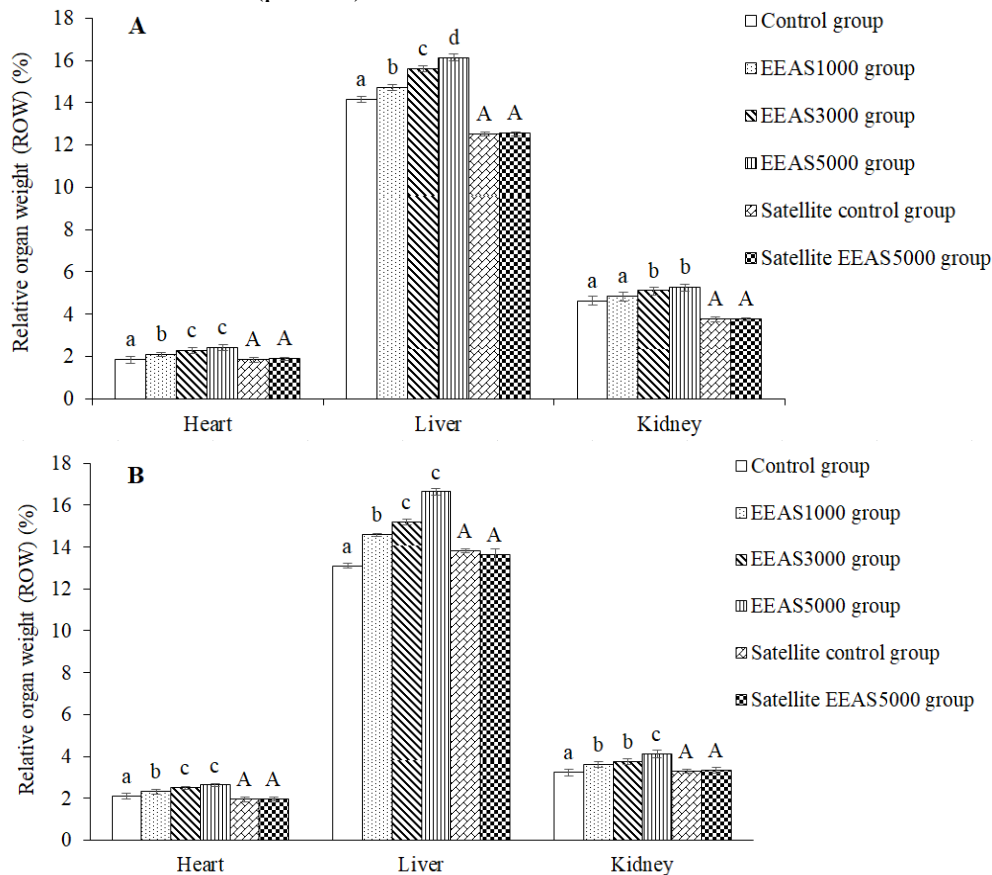 A
Relative organ weight (ROW) (%)
18
16
14
12
10
8
6
4
2
0
a b c c A A
a b c d A A
a a b b A A
Heart Liver Kidney
Control group
EEAS1000 group
EEAS3000 group
EEAS5000 group
Satellite control group
Satellite EEAS5000 group
B
Relative organ weight (ROW) (%)
18
16
14
12
10
8
6
4
2
0
a b c c A A
a b c c A A
a b b c A A
Heart Liver Kidney
Control group
EEAS1000 group
EEAS3000 group
EEAS5000 group
Satellite control group
Satellite EEAS5000 group